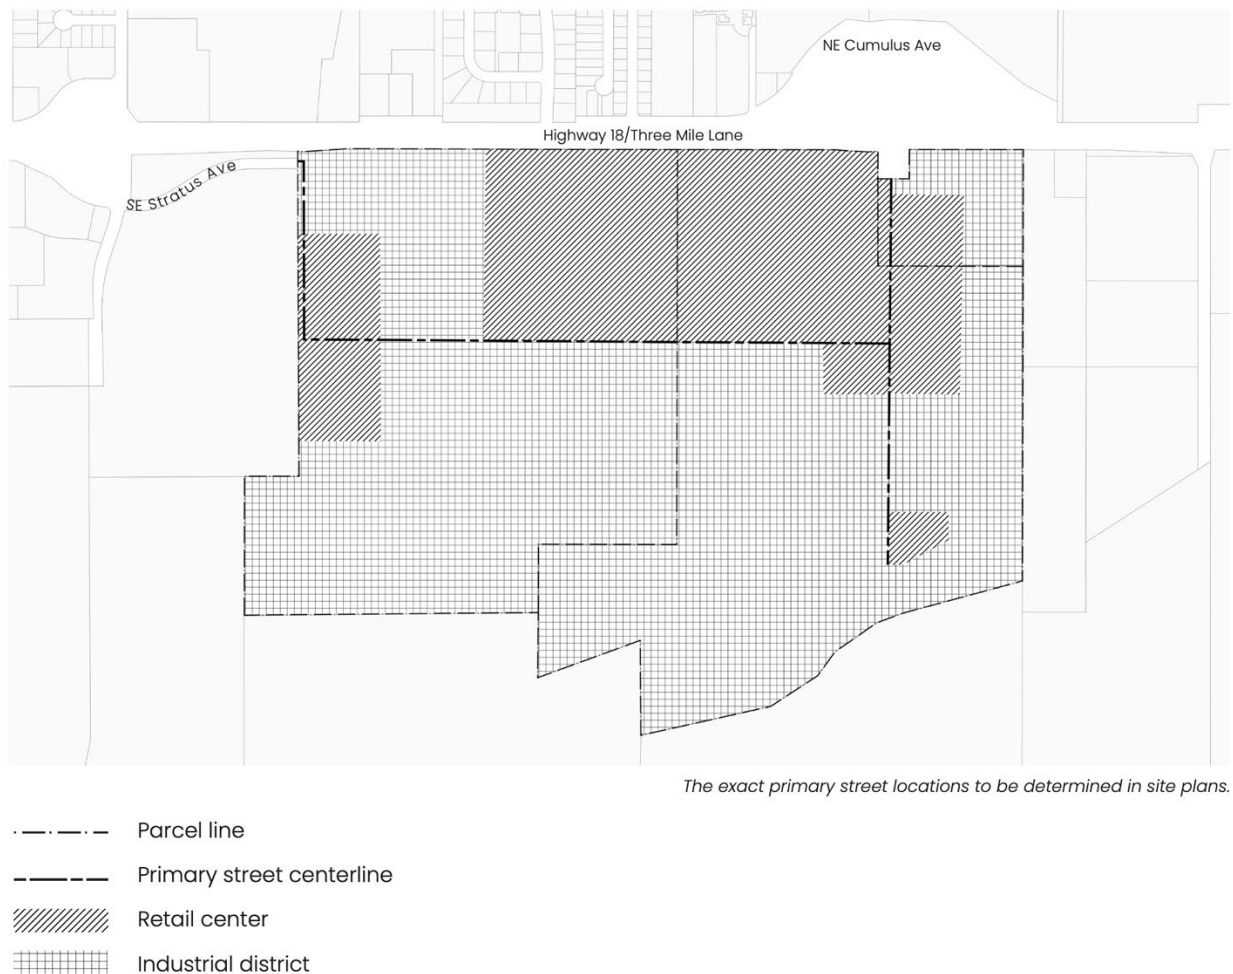 NE Cumulus Ave
Highway 18/Three Mile Lane
SE Stratus Ave
The exact primary street locations to be determined in site plans.
Parcel line
Primary street centerline
Retail center
Industrial district